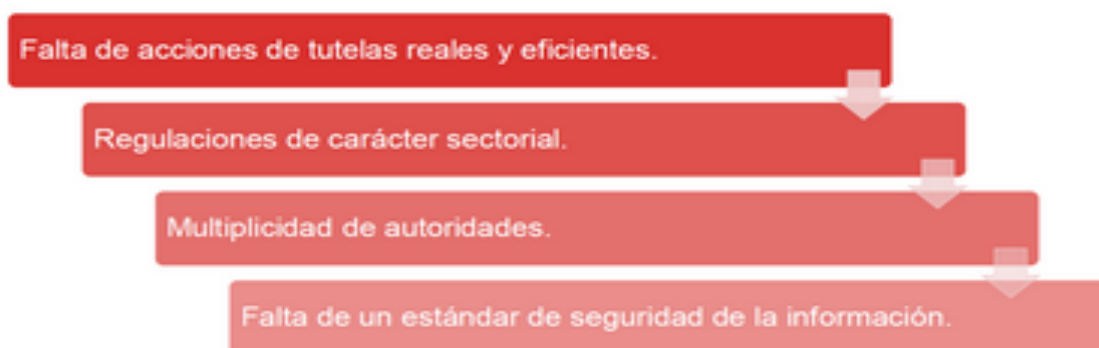 Falta de acciones de tutelas reales y eficientes.
Regulaciones de carácter sectorial.
Multiplicidad de autoridades.
Falta de un estándar de seguridad de la información.